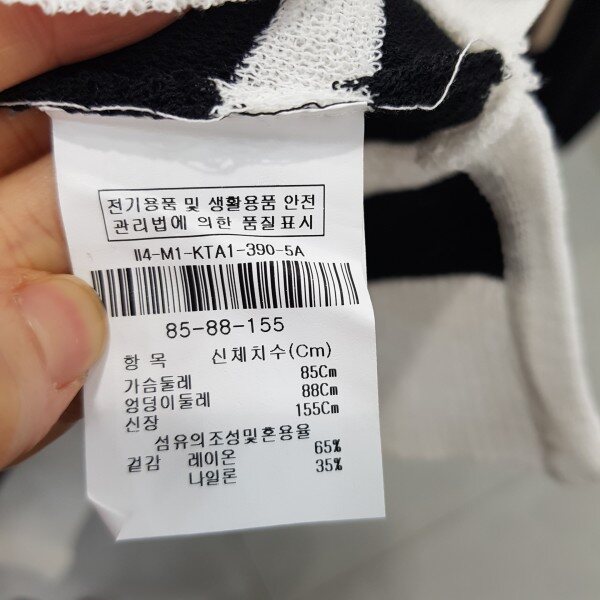 전기용품 및 생활용품 안전
관리법에 의한 품질표시
II4-M1-KTA1-390-5A
85-88-155
항 목 신체치수(Cm)
가슴둘레 85Cm
엉덩이둘레 88Cm
신장 155Cm
섬유의조성및혼용율
겉감 레이온 65%
나일론 35%